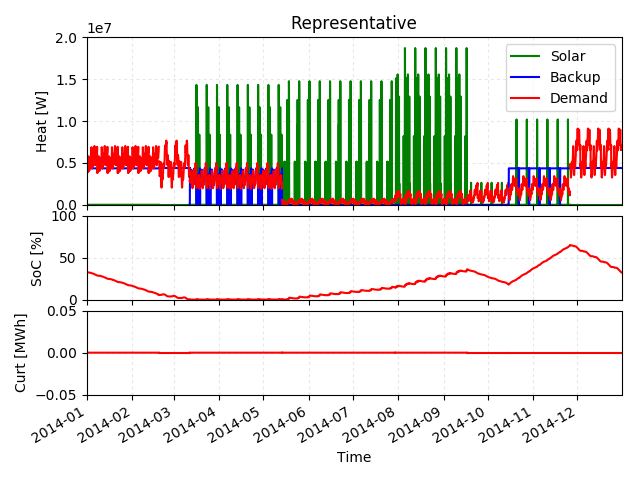 Representative
1e7
2.0
1.5
1.0
0.5
0.0
Heat [W]
Solar
Backup
Demand
100
50
0
SoC [%]
0.05
0.00
−0.05
Curt [MWh]
2014-01
2014-02
2014-03
2014-04
2014-05
2014-06
2014-07
2014-08
2014-09
2014-10
2014-11
2014-12
Time